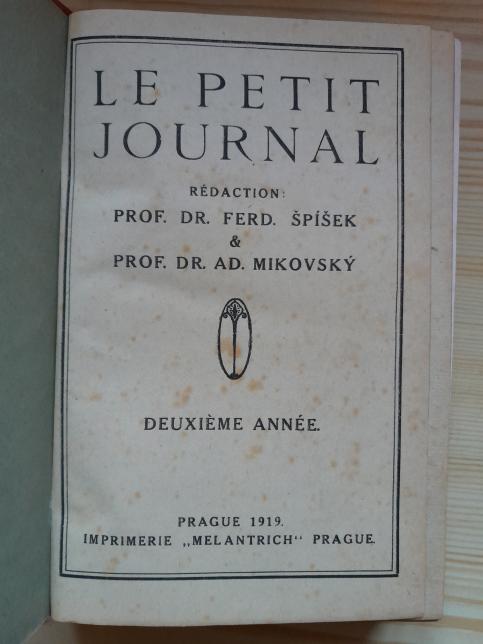 LE PETIT
JOURNAL
RÉDACTION:
PROF. DR. FERD. ŠPÍŠEK
&
PROF. DR. AD. MIKOVSKÝ
DEUXIÈME ANNÉE.
PRAGUE 1919.
IMPRIMERIE „MELANTRICH“ PRAGUE.